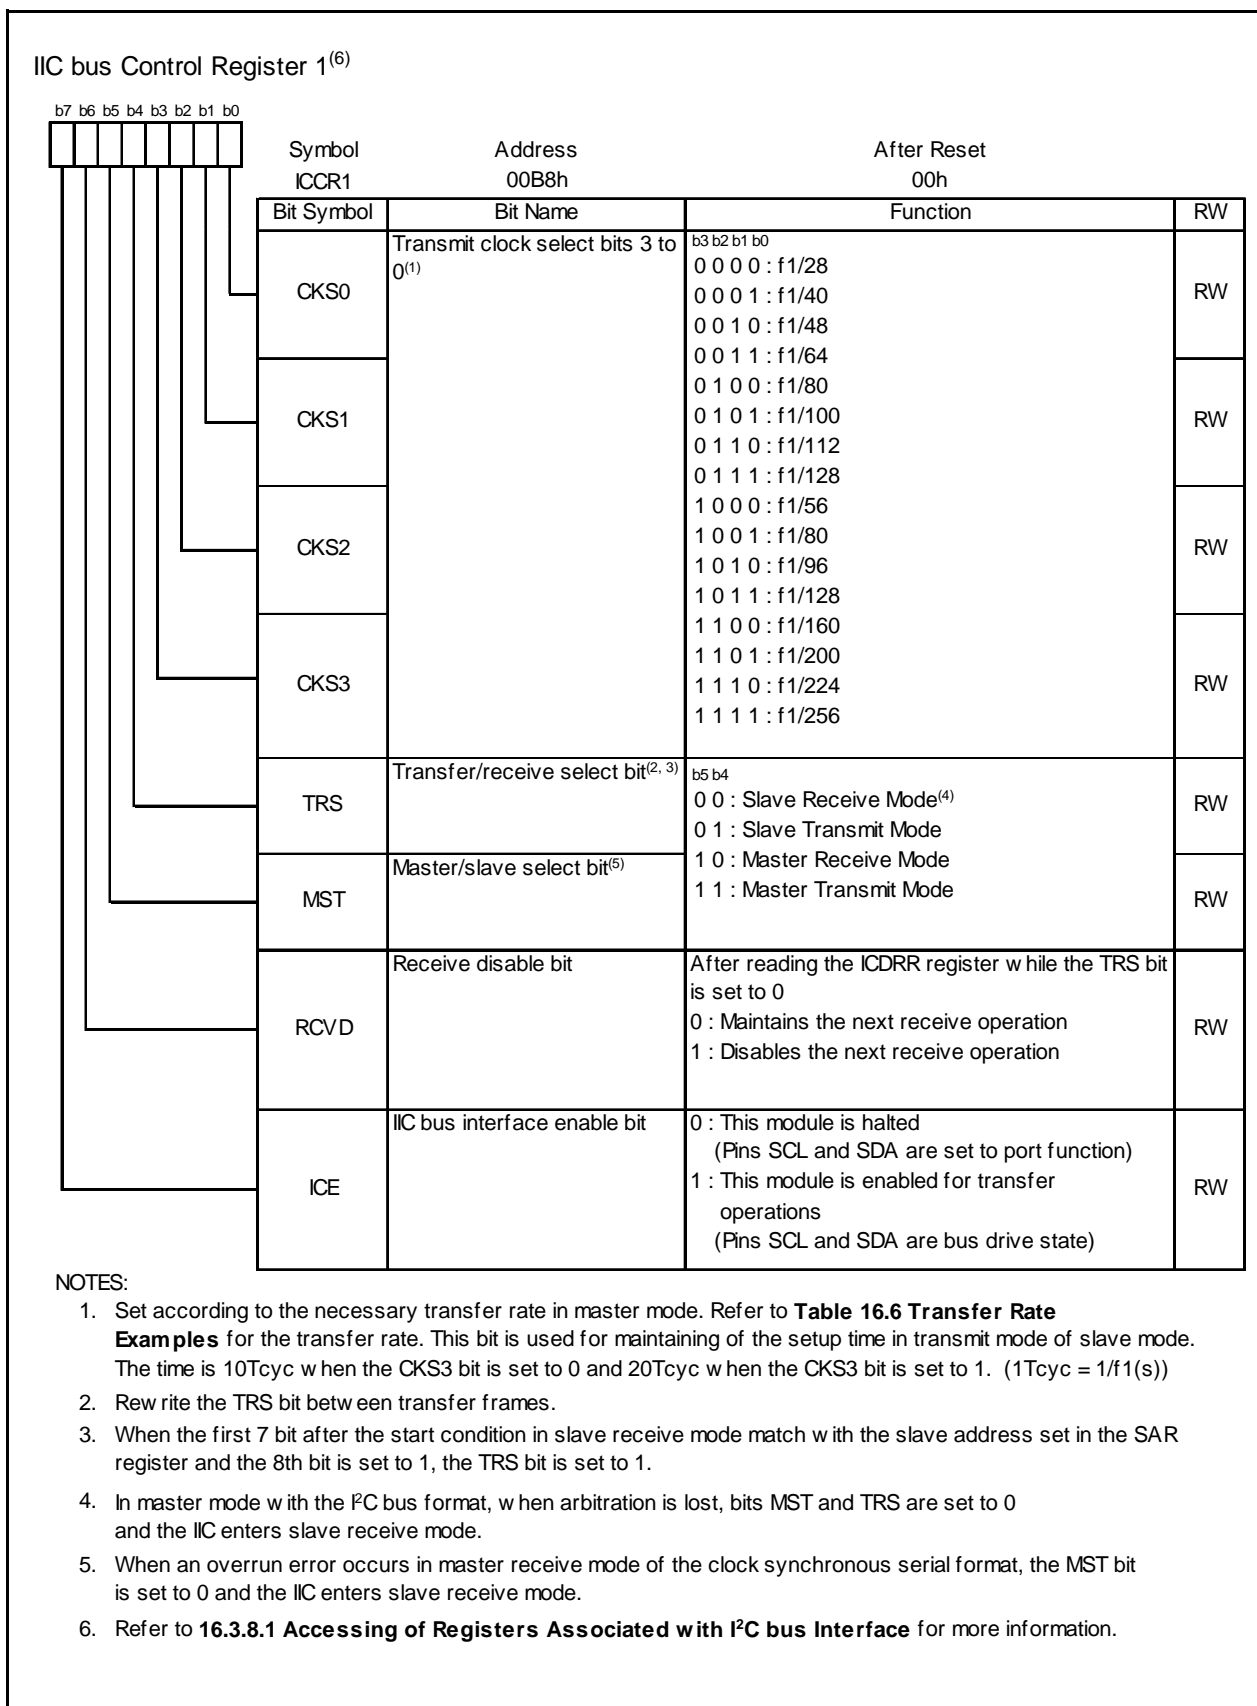 IIC bus Control Register 1(6)
b7 b6 b5 b4 b3 b2 b1 b0
Symbol Address After Reset
ICCR1 00B8h 00h
Bit Symbol Bit Name Function RW
CKS0 Transmit clock select bits 3 to
0(1)
b3 b2 b1 b0
0 0 0 0 : f1/28
0 0 0 1 : f1/40
0 0 1 0 : f1/48
0 0 1 1 : f1/64
RW
CKS1
0 1 0 0 : f1/80
0 1 0 1 : f1/100
0 1 1 0 : f1/112
0 1 1 1 : f1/128
RW
CKS2
1 0 0 0 : f1/56
1 0 0 1 : f1/80
1 0 1 0 : f1/96
1 0 1 1 : f1/128
RW
CKS3
1 1 0 0 : f1/160
1 1 0 1 : f1/200
1 1 1 0 : f1/224
1 1 1 1 : f1/256
RW
TRS
Transfer/receive select bit(2, 3)
b5 b4
0 0 : Slave Receive Mode(4)
0 1 : Slave Transmit Mode
RW
MST
Master/slave select bit(5)
1 0 : Master Receive Mode
1 1 : Master Transmit Mode
RW
RCVD
Receive disable bit
After reading the ICDRR register while the TRS bit
is set to 0
0 : Maintains the next receive operation
1 : Disables the next receive operation
RW
ICE
IIC bus interface enable bit
0 : This module is halted
(Pins SCL and SDA are set to port function)
1 : This module is enabled for transfer
operations
(Pins SCL and SDA are bus drive state)
RW
NOTES:
1. Set according to the necessary transfer rate in master mode. Refer to Table 16.6 Transfer Rate
Examples for the transfer rate. This bit is used for maintaining of the setup time in transmit mode of slave mode.
The time is 10Tcyc when the CKS3 bit is set to 0 and 20Tcyc when the CKS3 bit is set to 1. (1Tcyc = 1/f1(s))
2. Rewrite the TRS bit between transfer frames.
3. When the first 7 bit after the start condition in slave receive mode match with the slave address set in the SAR
register and the 8th bit is set to 1, the TRS bit is set to 1.
4. In master mode with the I2C bus format, when arbitration is lost, bits MST and TRS are set to 0
and the IIC enters slave receive mode.
5. When an overrun error occurs in master receive mode of the clock synchronous serial format, the MST bit
is set to 0 and the IIC enters slave receive mode.
6. Refer to 16.3.8.1 Accessing of Registers Associated with I2C bus Interface for more information.